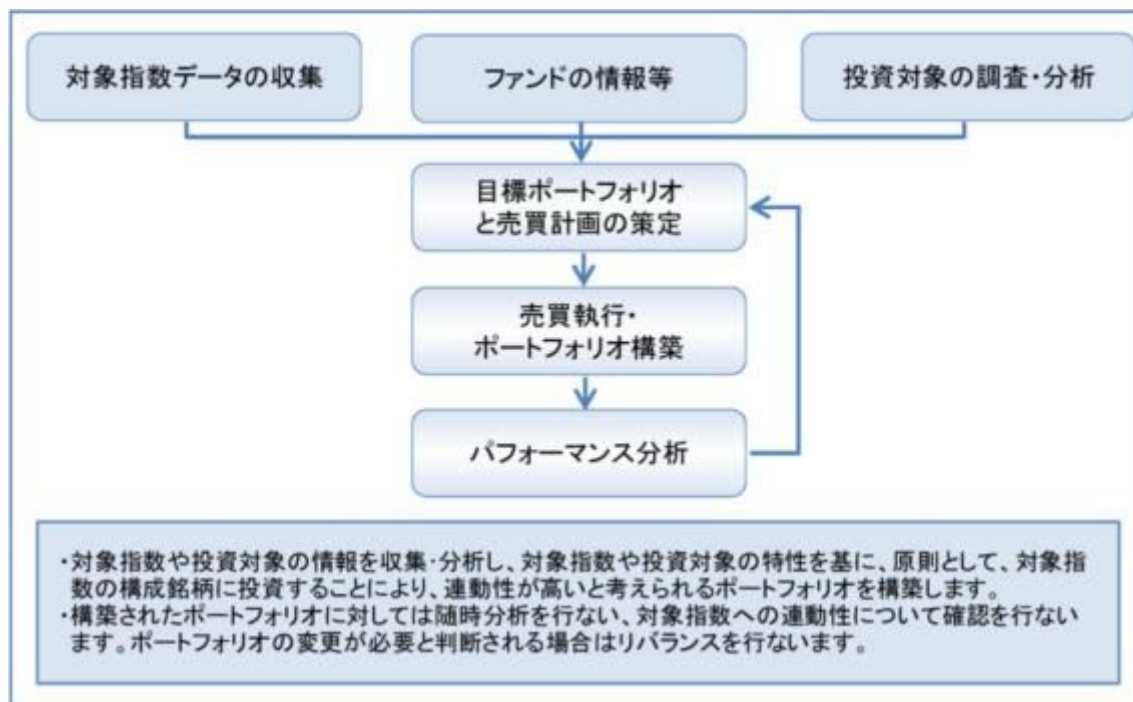 対象指数データの収集
ファンドの情報等
投資対象の調査・分析
目標ポートフォリオ
と売買計画の策定
売買執行・
ポートフォリオ構築
パフォーマンス分析
・対象指数や投資対象の情報を収集・分析し、対象指数や投資対象の特性を基に、原則として、対象指
数の構成銘柄に投資することにより、連動性が高いと考えられるポートフォリオを構築します。
・構築されたポートフォリオに対しては随時分析を行ない、対象指数への連動性について確認を行ない
ます。ポートフォリオの変更が必要と判断される場合はリバランスを行ないます。